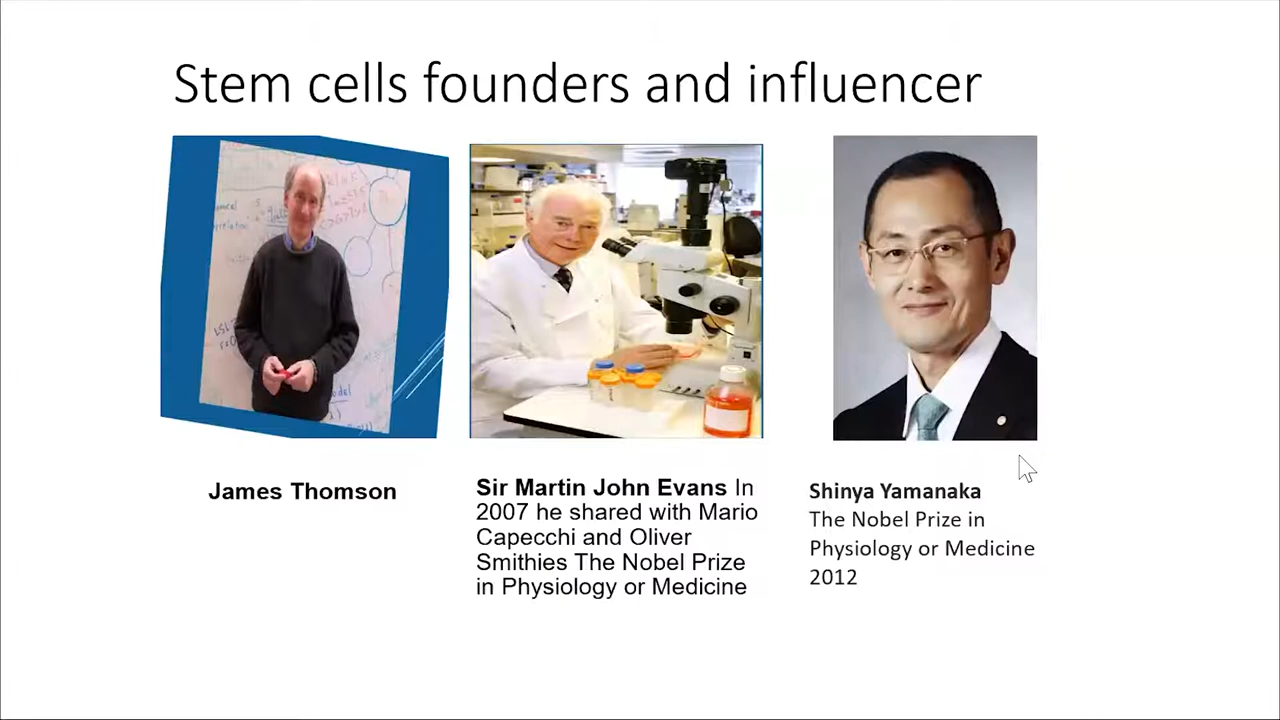 Stem cells founders and influencer
James Thomson
Sir Martin John Evans In
2007 he shared with Mario
Capecchi and Oliver
Smithies The Nobel Prize
in Physiology or Medicine
Shinya Yamanaka
The Nobel Prize in
Physiology or Medicine
2012